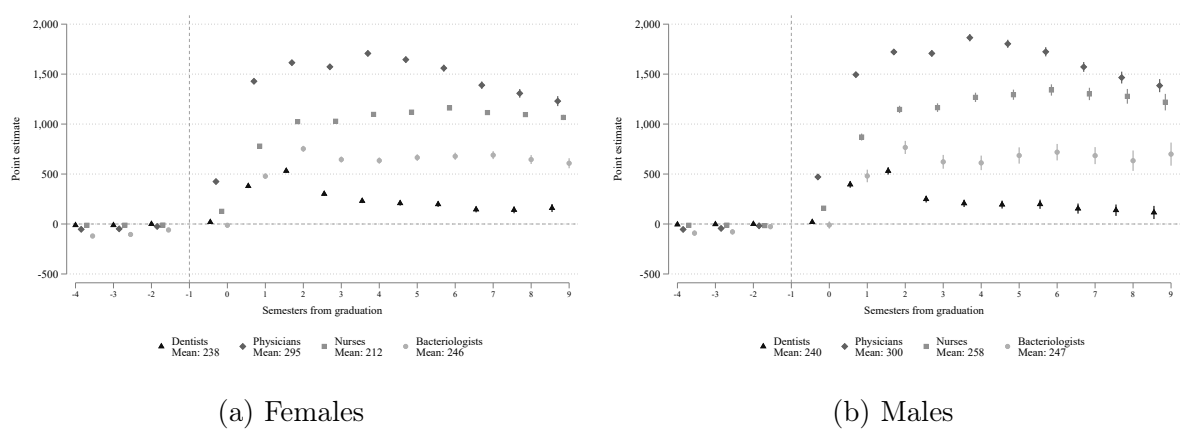 2,000
1,500
1,000
500
0
-500
Point estimate
-4 -3 -2 -1 0 1 2 3 4 5 6 7 8 9
Semesters from graduation
Dentists Physicians Nurses Bacteriologists
Mean: 238 Mean: 295 Mean: 212 Mean: 246
(a) Females
2,000
1,500
1,000
500
0
-500
Point estimate
-4 -3 -2 -1 0 1 2 3 4 5 6 7 8 9
Semesters from graduation
Dentists Physicians Nurses Bacteriologists
Mean: 240 Mean: 300 Mean: 258 Mean: 247
(b) Males